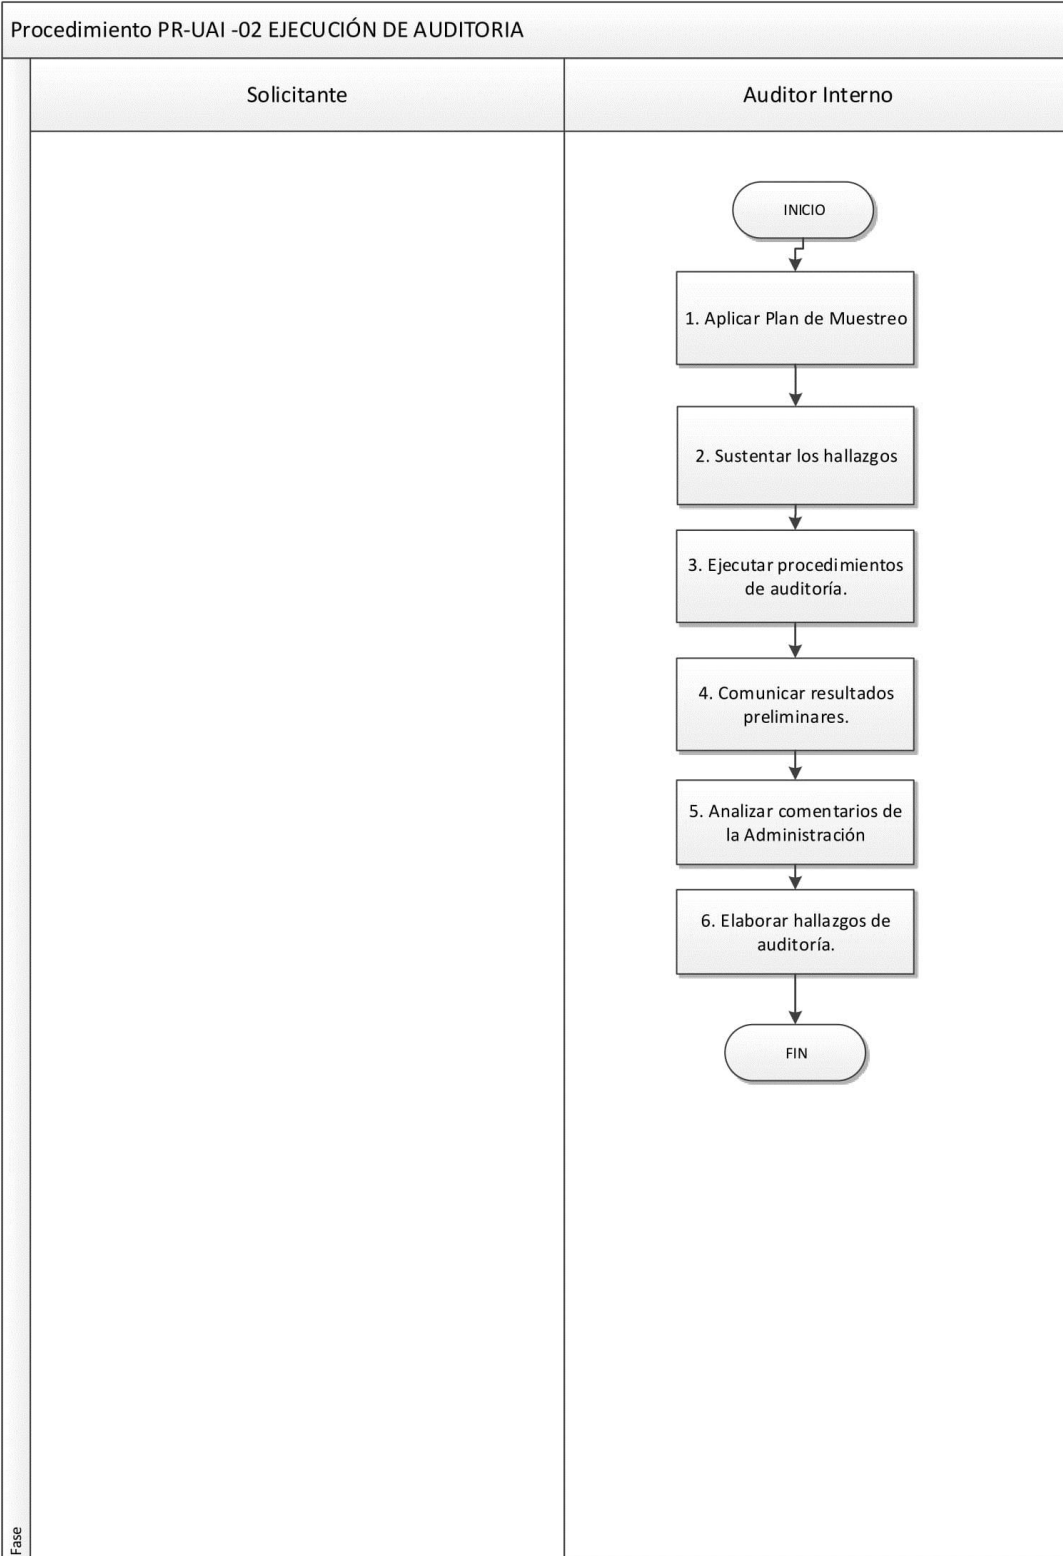 Procedimiento PR-UAI -02 EJECUCIÓN DE AUDITORIA
Solicitante
Auditor Interno
INICIO
1. Aplicar Plan de Muestreo
2. Sustentar los hallazgos
3. Ejecutar procedimientos
de auditoría.
4. Comunicar resultados
preliminares.
5. Analizar comentarios de
la Administración
6. Elaborar hallazgos de
auditoría.
FIN
Fase